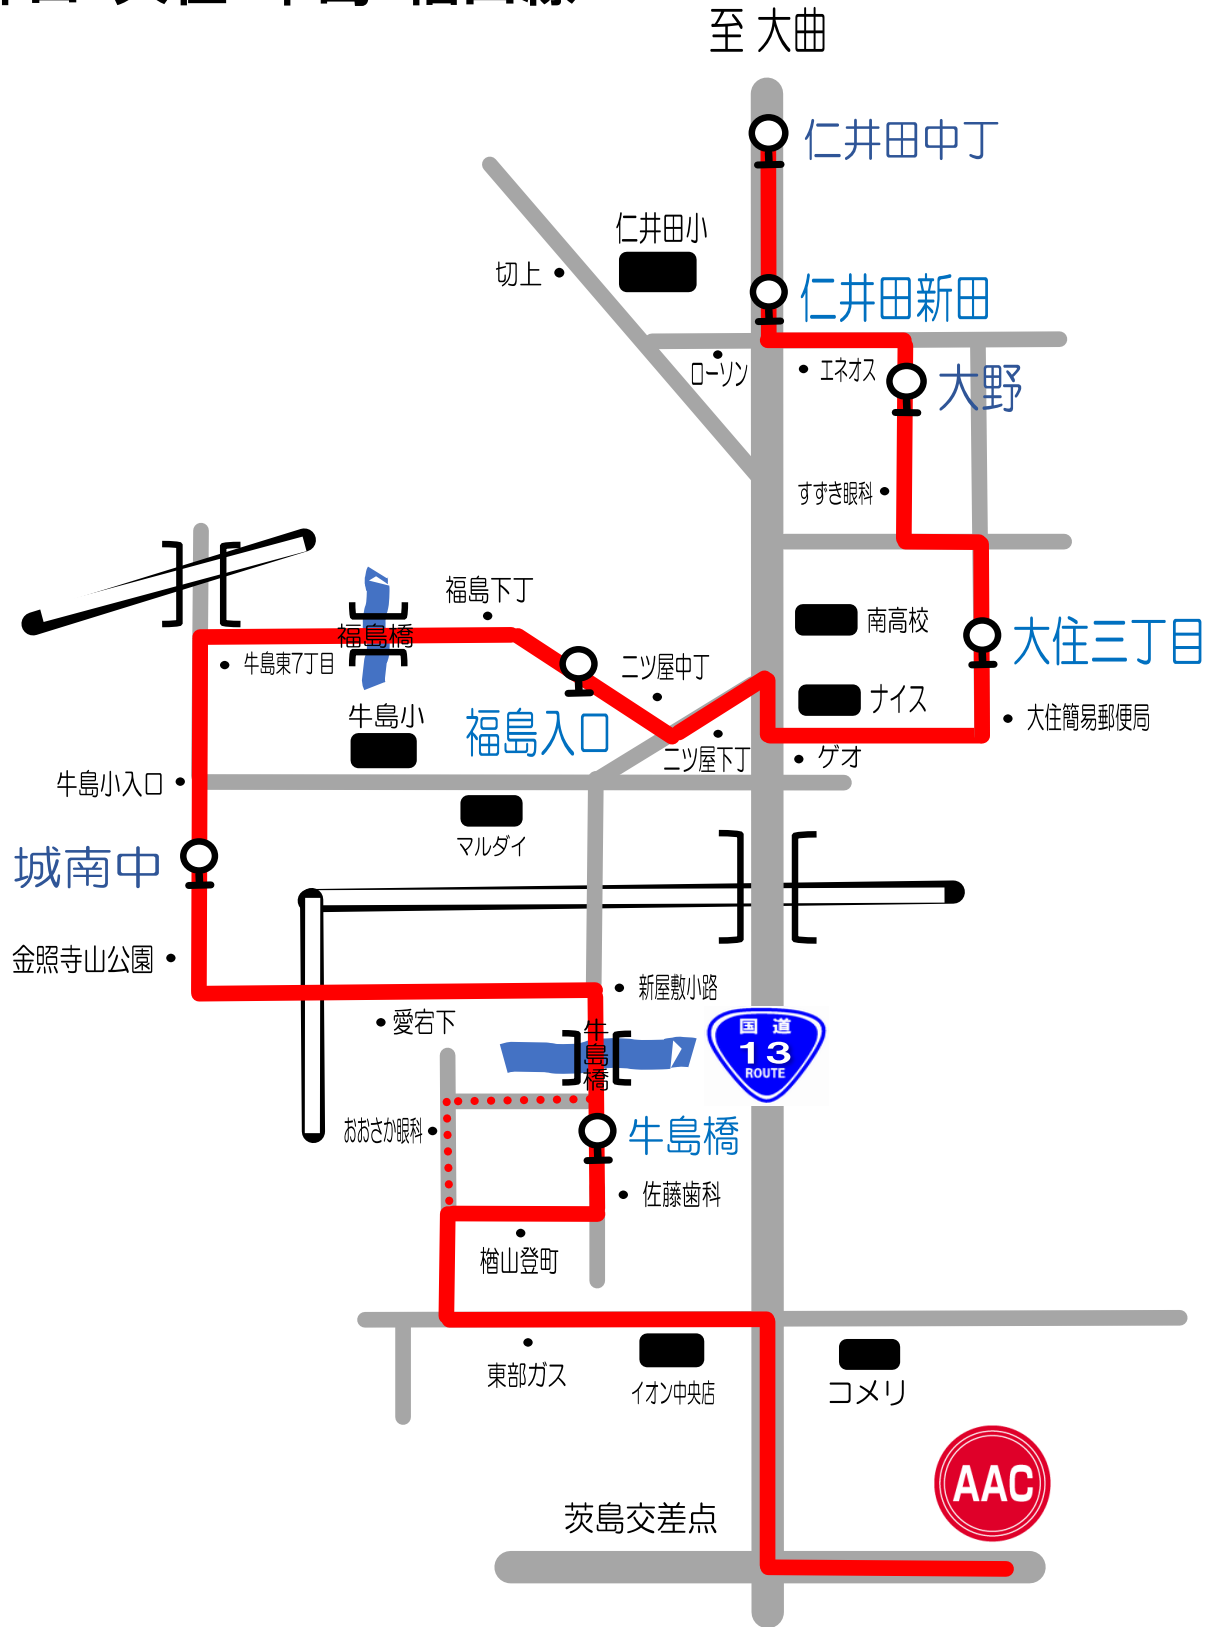 至 大曲
仁井田中丁
仁井田小
切上
仁井田新田
ローソン
エネオス
大野
すずき眼科
福島下丁
南高校
大住三丁目
福島橋
牛島東7丁目
二ツ屋中丁
ナイス
大住簡易郵便局
牛島小
福島入口
二ツ屋下丁
ゲオ
牛島小入口
マルダイ
城南中
金照寺山公園
新屋敷小路
愛宕下
牛島橋
国道
13
ROUTE
おおさか眼科
牛島橋
佐藤歯科
楢山登町
東部ガス
イオン中央店
コメリ
AAC
茨島交差点